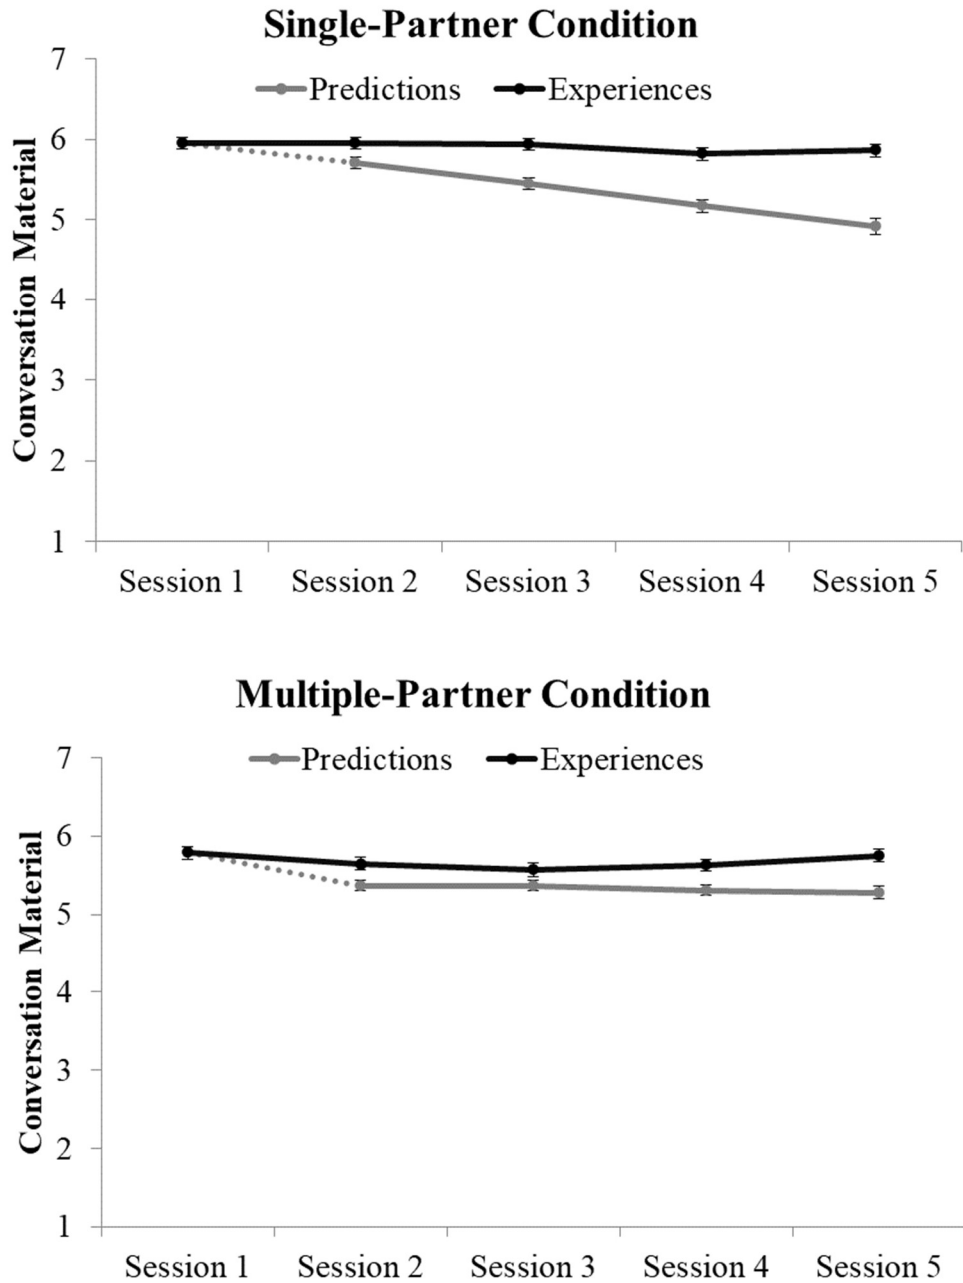 Single-Partner Condition
7
Predictions Experiences
6
5
4
3
2
1
Conversation Material
Session 1 Session 2 Session 3 Session 4 Session 5
Multiple-Partner Condition
7
Predictions Experiences
6
5
4
3
2
1
Conversation Material
Session 1 Session 2 Session 3 Session 4 Session 5